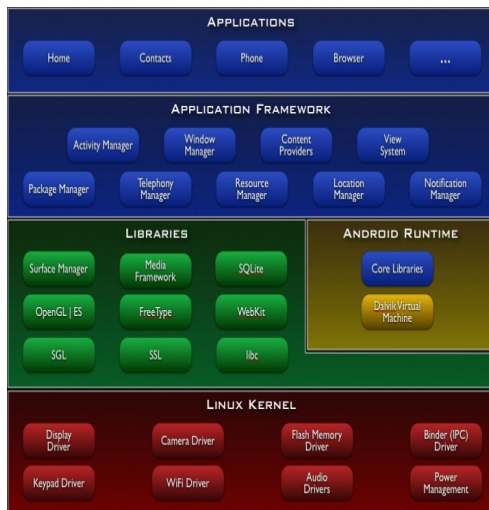 APPLICATIONS
Home Contacts Phone Browser ...
APPLICATION FRAMEWORK
Activity Manager Window Manager Content Providers View System
Package Manager Telephony Manager Resource Manager Location Manager Notification Manager
LIBRARIES
Surface Manager Media Framework SQLite
OpenGL | ES FreeType WebKit
SGL SSL libc
ANDROID RUNTIME
Core Libraries
Dalvik Virtual Machine
LINUX KERNEL
Display Driver Camera Driver Flash Memory Driver Binder (IPC) Driver
Keypad Driver WiFi Driver Audio Drivers Power Management